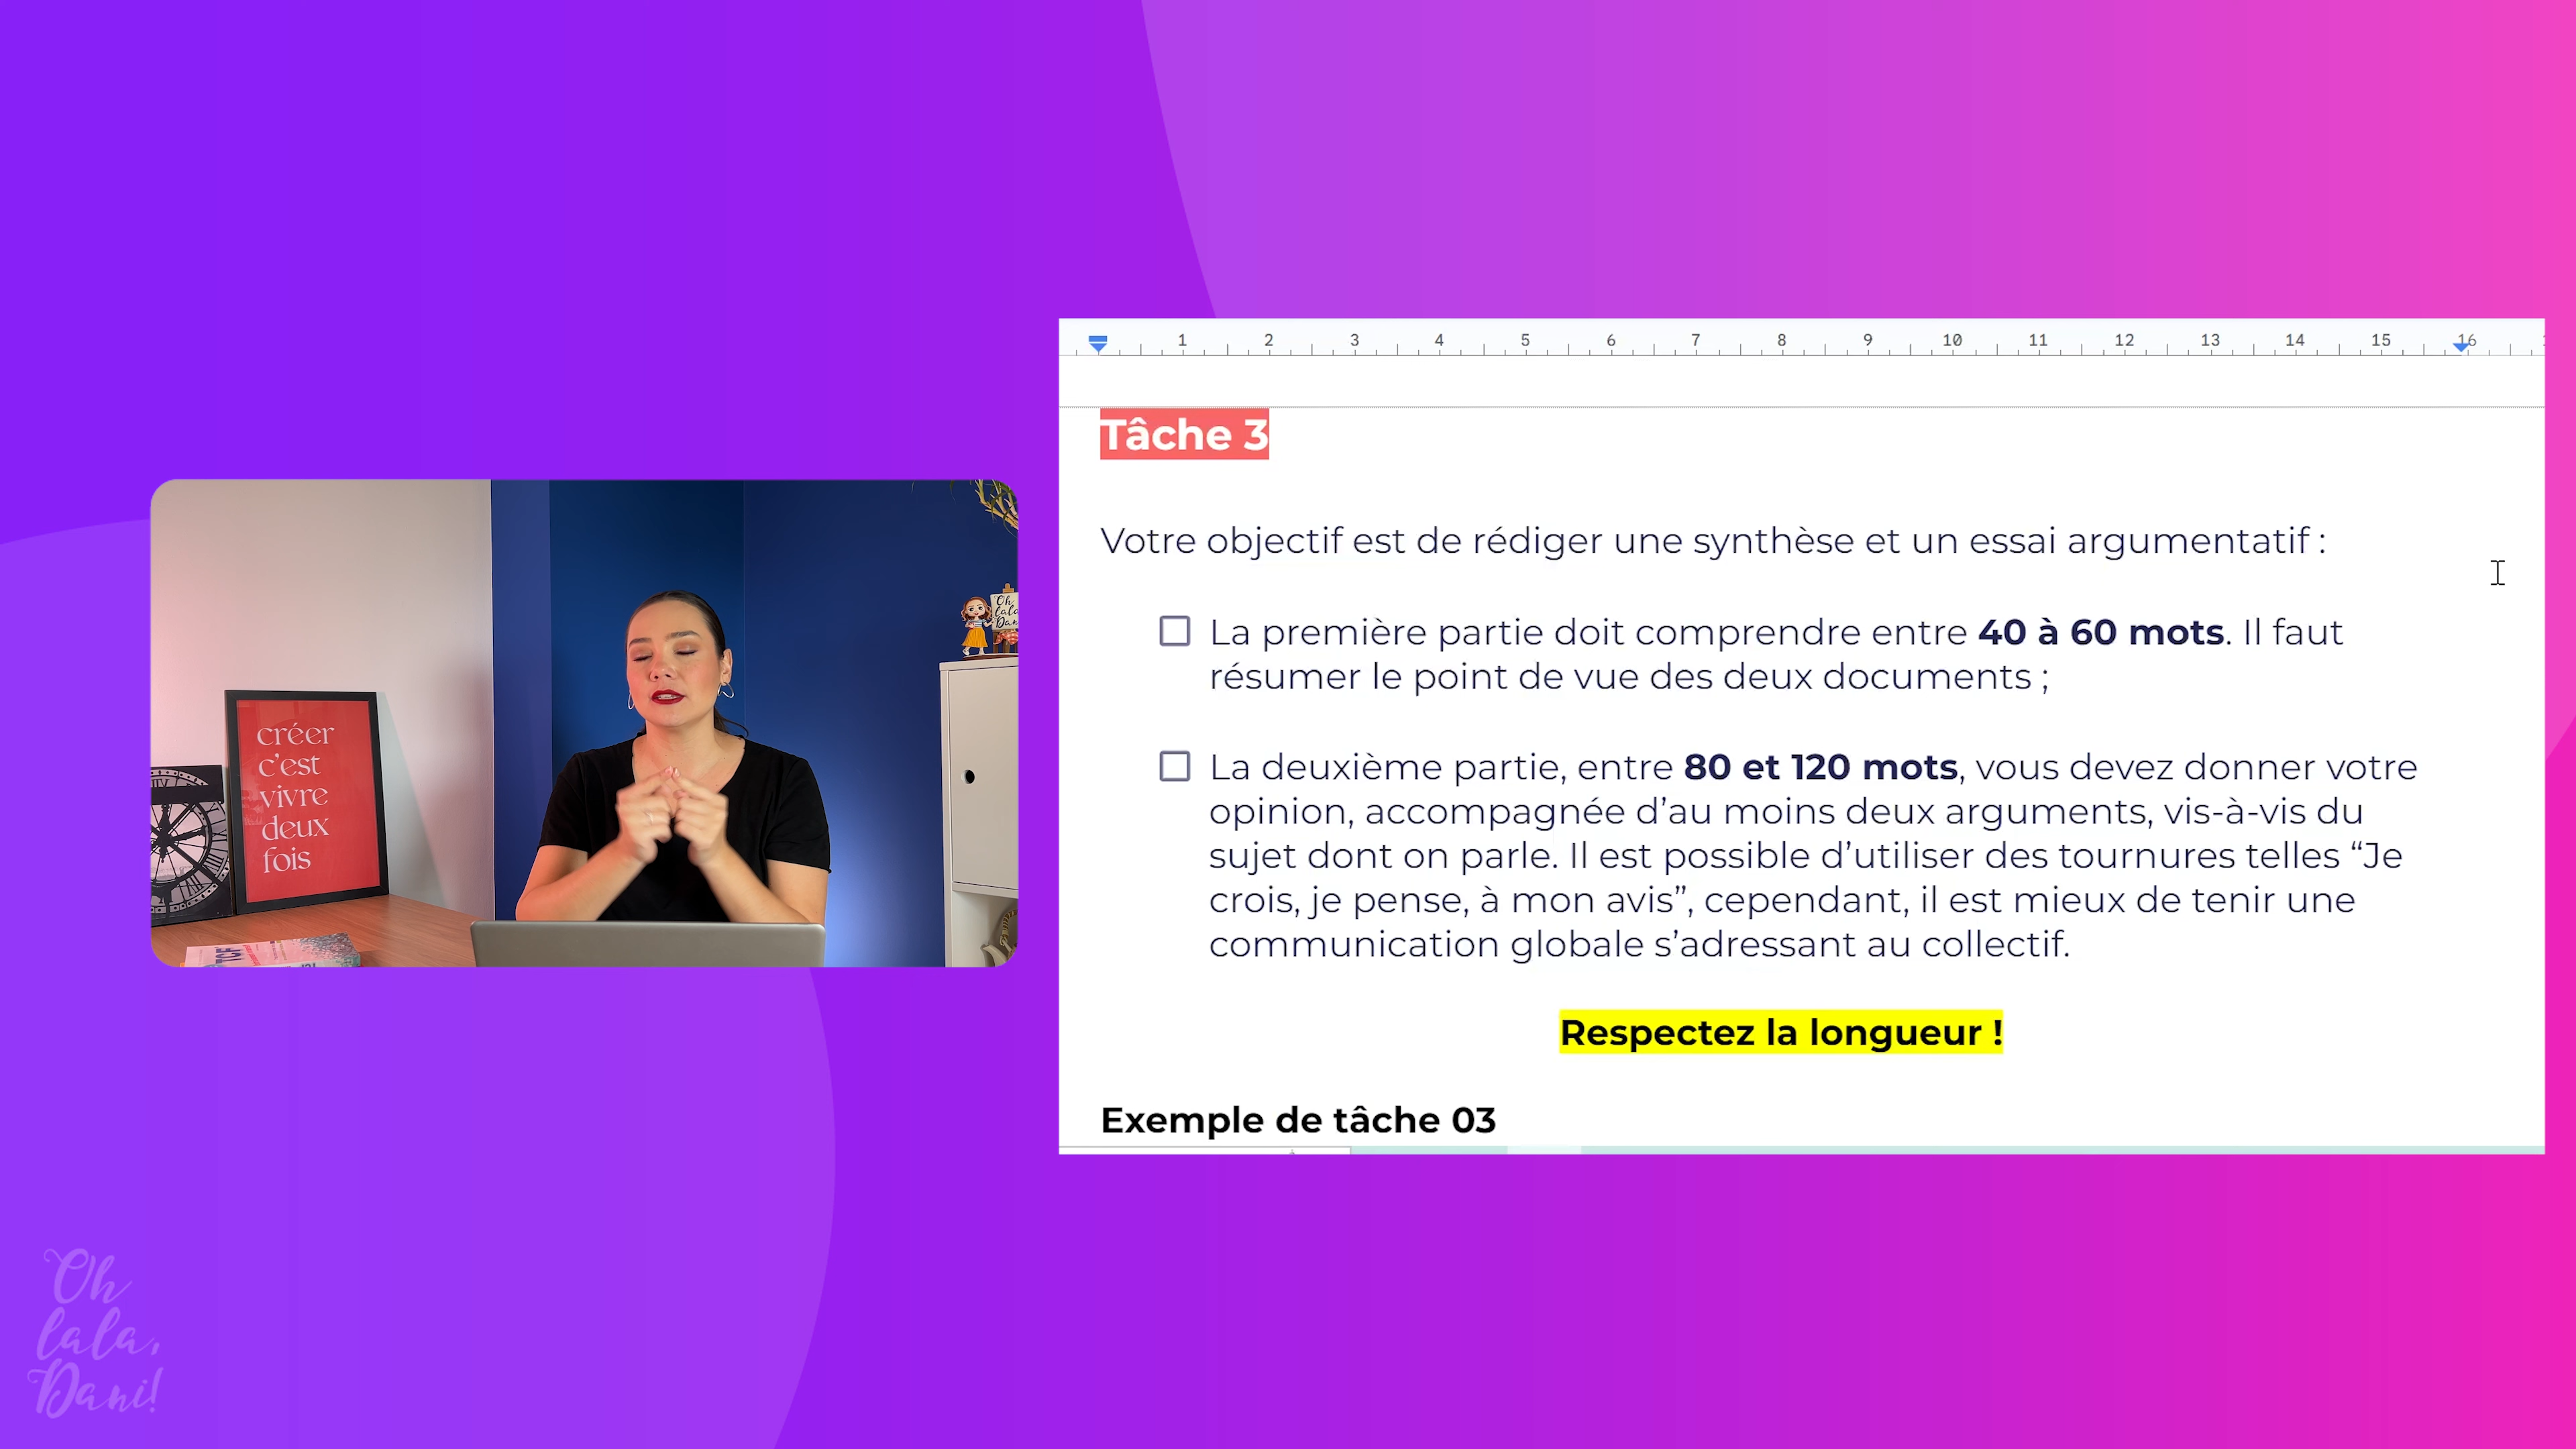 1 2 3 4 5 6 7 8 9 10 11 12 13 14 15 16
Tâche 3
Votre objectif est de rédiger une synthèse et un essai argumentatif :
La première partie doit comprendre entre 40 à 60 mots. Il faut
résumer le point de vue des deux documents ;
La deuxième partie, entre 80 et 120 mots, vous devez donner votre
opinion, accompagnée d’au moins deux arguments, vis-à-vis du
sujet dont on parle. Il est possible d’utiliser des tournures telles “Je
crois, je pense, à mon avis”, cependant, il est mieux de tenir une
communication globale s’adressant au collectif.
Respectez la longueur !
Exemple de tâche 03
créer
c’est
vivre
deux
fois
Oh
lala
TCF
Oh
lala,
Dani!